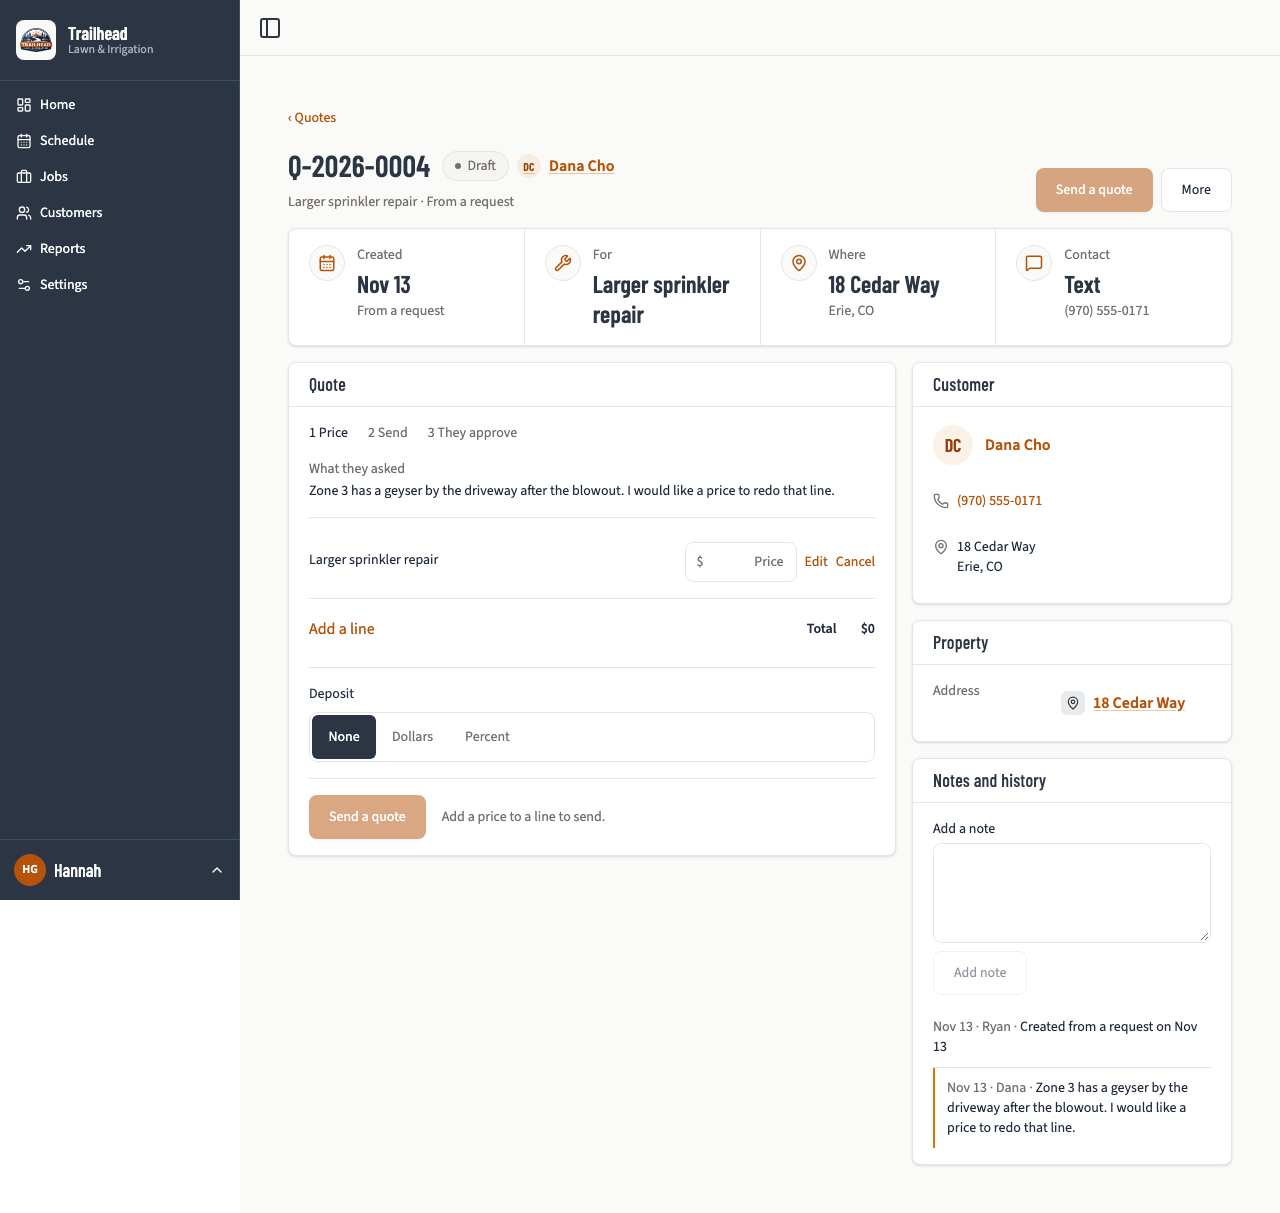 TRAILHEAD
Trailhead
Lawn & Irrigation
Home
Schedule
Jobs
Customers
Reports
Settings
HG
Hannah
‹ Quotes
Q-2026-0004
Draft
DC
Dana Cho
Larger sprinkler repair · From a request
Send a quote
More
Created
Nov 13
From a request
For
Larger sprinkler
repair
Where
18 Cedar Way
Erie, CO
Contact
Text
(970) 555-0171
Quote
1 Price
2 Send
3 They approve
What they asked
Zone 3 has a geyser by the driveway after the blowout. I would like a price to redo that line.
Larger sprinkler repair
$
Price
Edit
Cancel
Add a line
Total
$0
Deposit
None
Dollars
Percent
Send a quote
Add a price to a line to send.
Customer
DC
Dana Cho
(970) 555-0171
18 Cedar Way
Erie, CO
Property
Address
18 Cedar Way
Notes and history
Add a note
Add note
Nov 13 · Ryan · Created from a request on Nov
13
Nov 13 · Dana · Zone 3 has a geyser by the
driveway after the blowout. I would like a
price to redo that line.